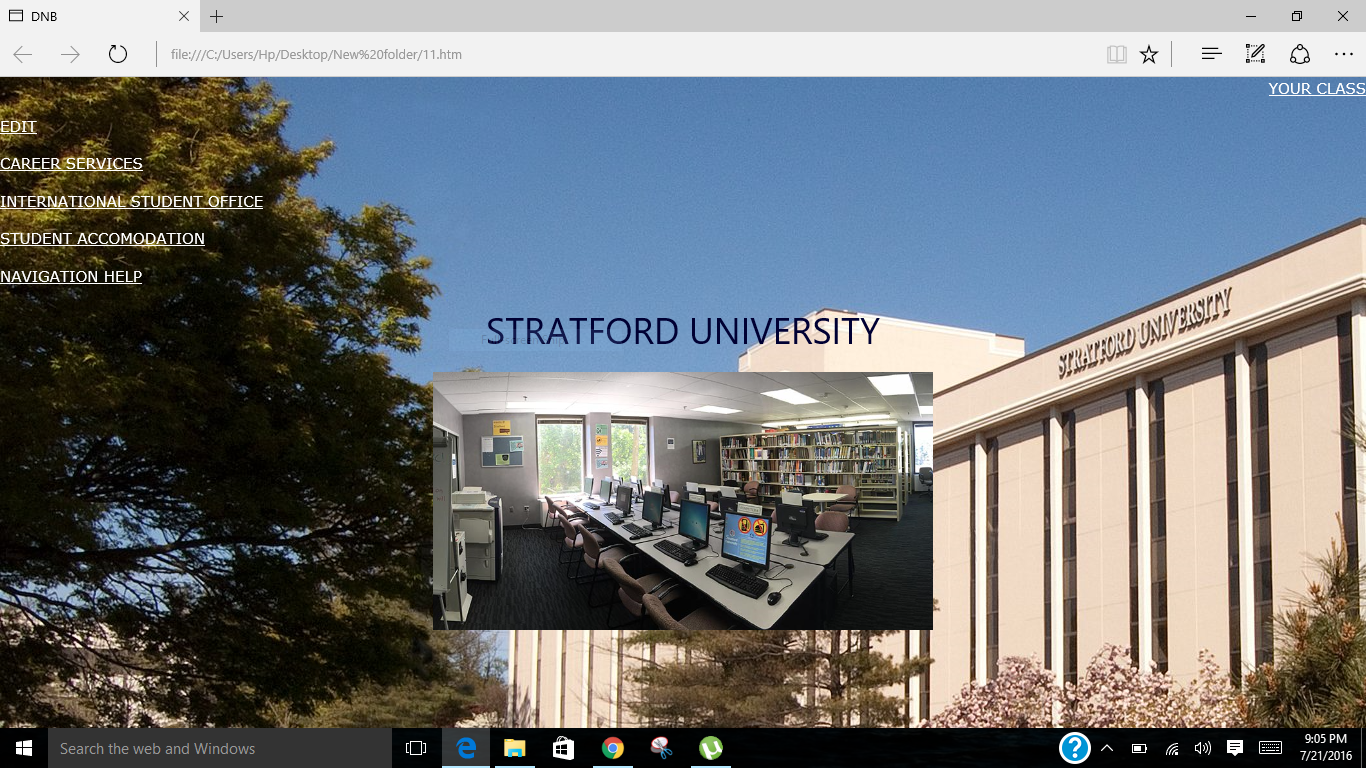 DNB
file:///C:/Users/Hp/Desktop/New%20folder/11.htm
YOUR CLASS
EDIT
CAREER SERVICES
INTERNATIONAL STUDENT OFFICE
STUDENT ACCOMODATION
NAVIGATION HELP
STRATFORD UNIVERSITY
STRATFORD UNIVERSITY
Search the web and Windows
9:05 PM
7/21/2016